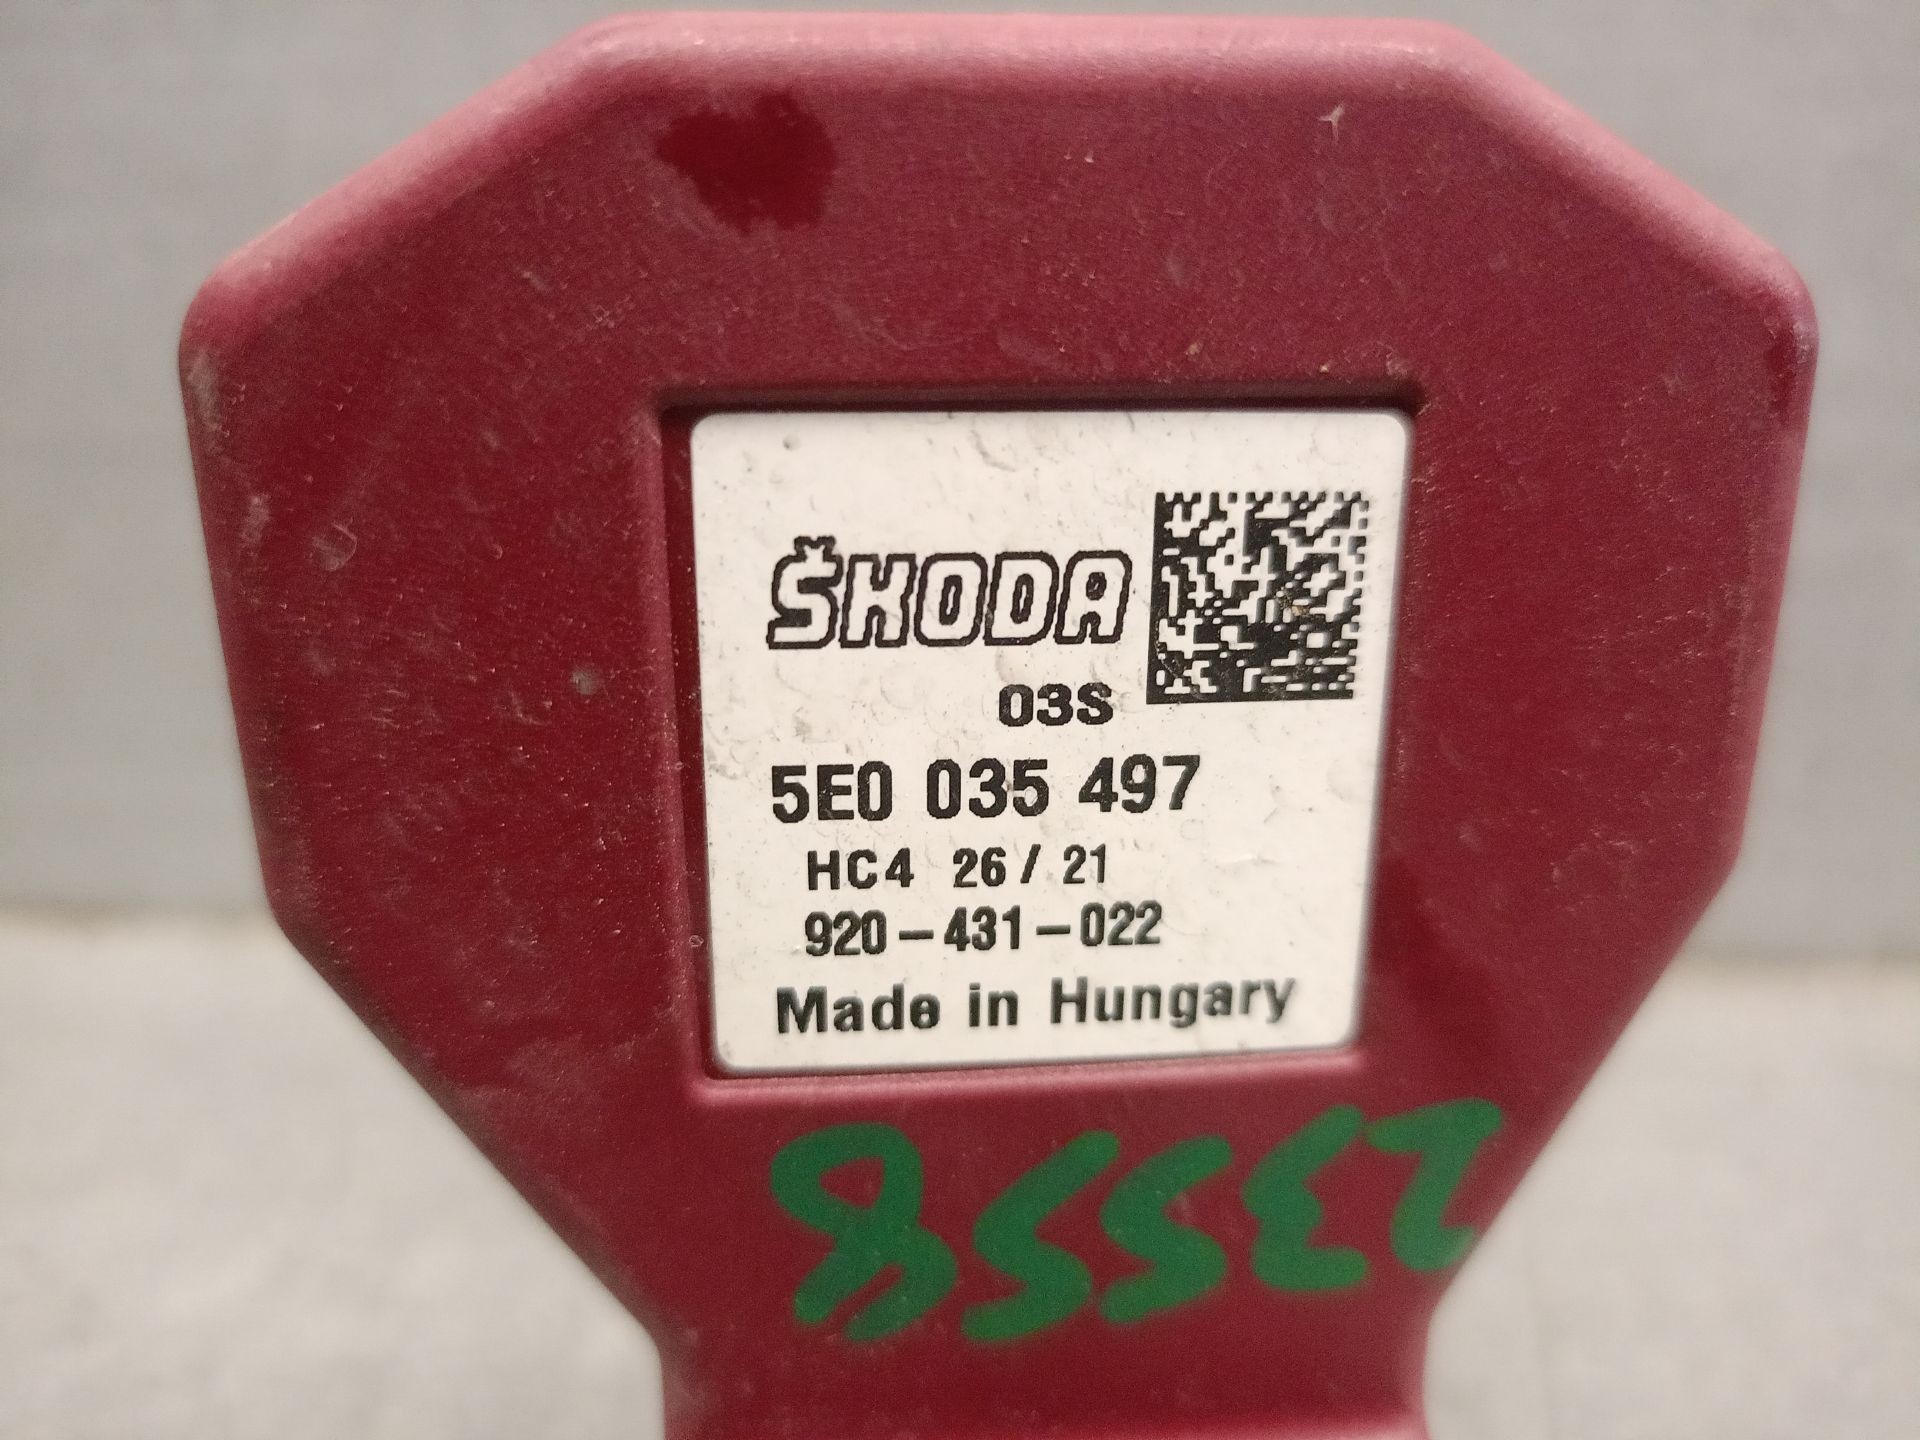 ŠKODA
03S
5E0 035 497
HC4 26/21
920-431-022
Made in Hungary
23558